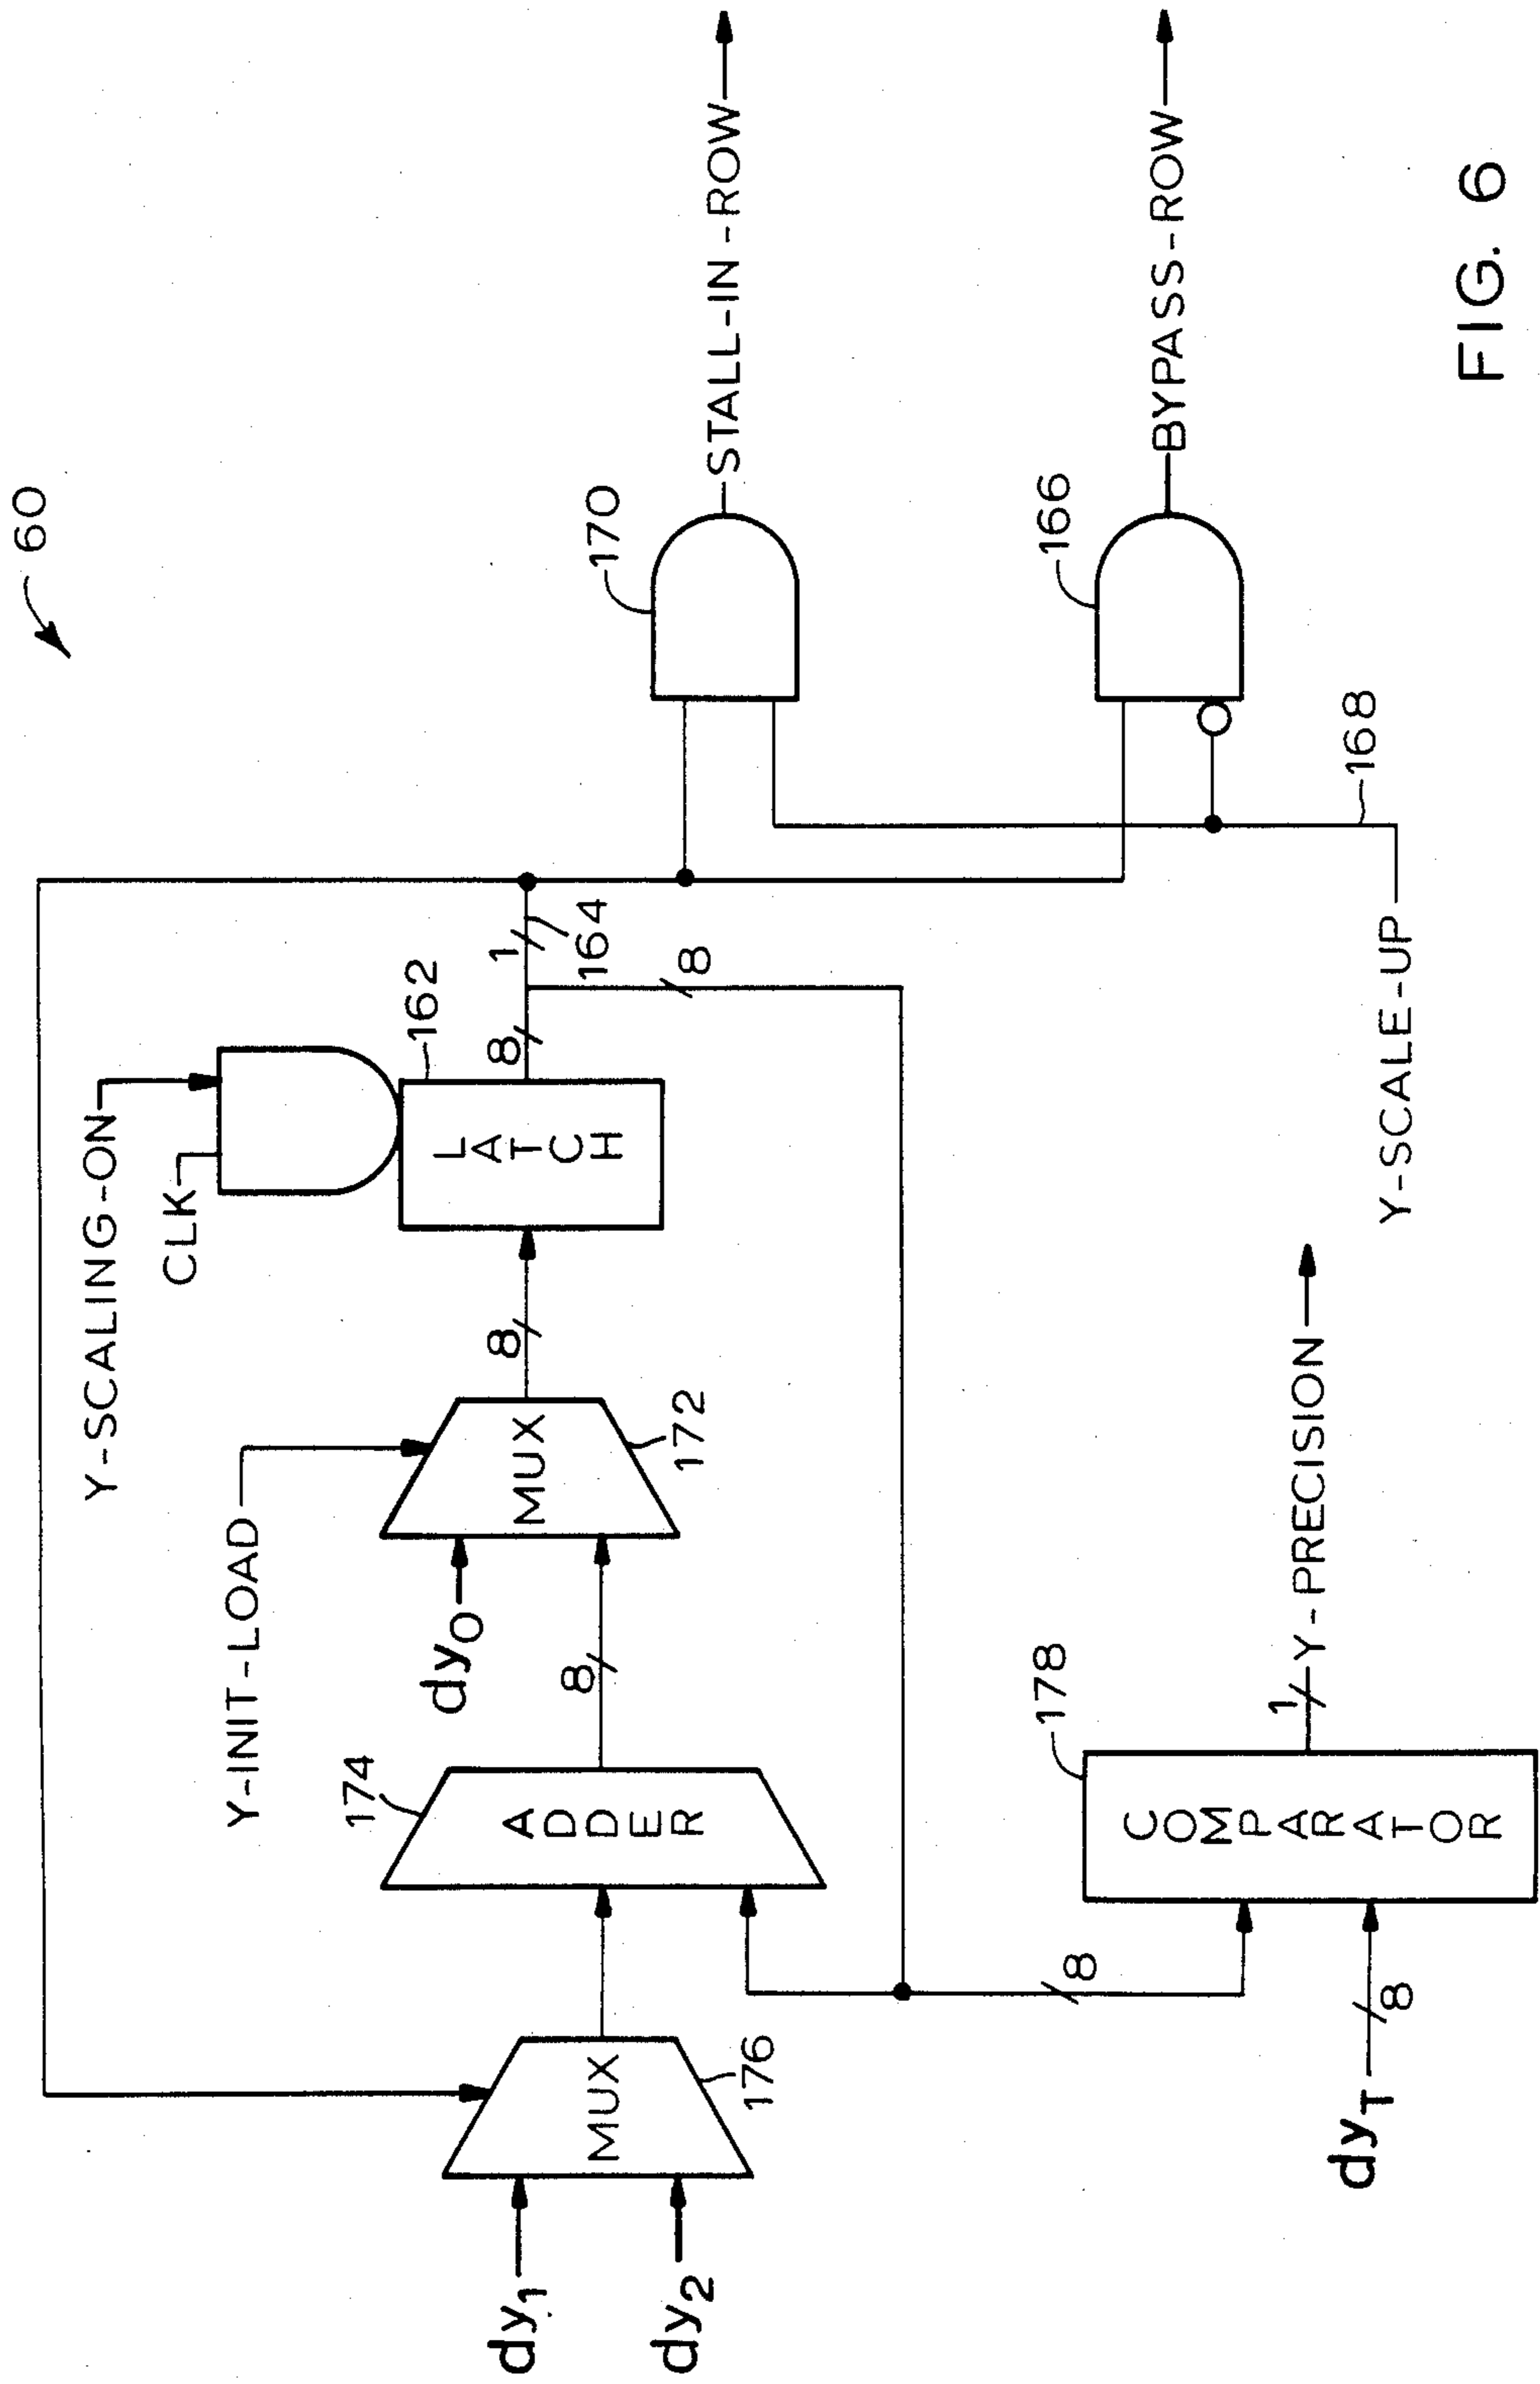 60
Y-SCALING-ON
CLK
Y-INIT-LOAD
162
LATCH
8
1
164
8
8
MUX
172
dy0
8
174
ADDER
MUX
176
dy1
dy2
170
STALL-IN-ROW
166
BYPASS-ROW
168
Y-SCALE-UP
8
178
COMPARATOR
1
Y-PRECISION
8
dyT
FIG. 6